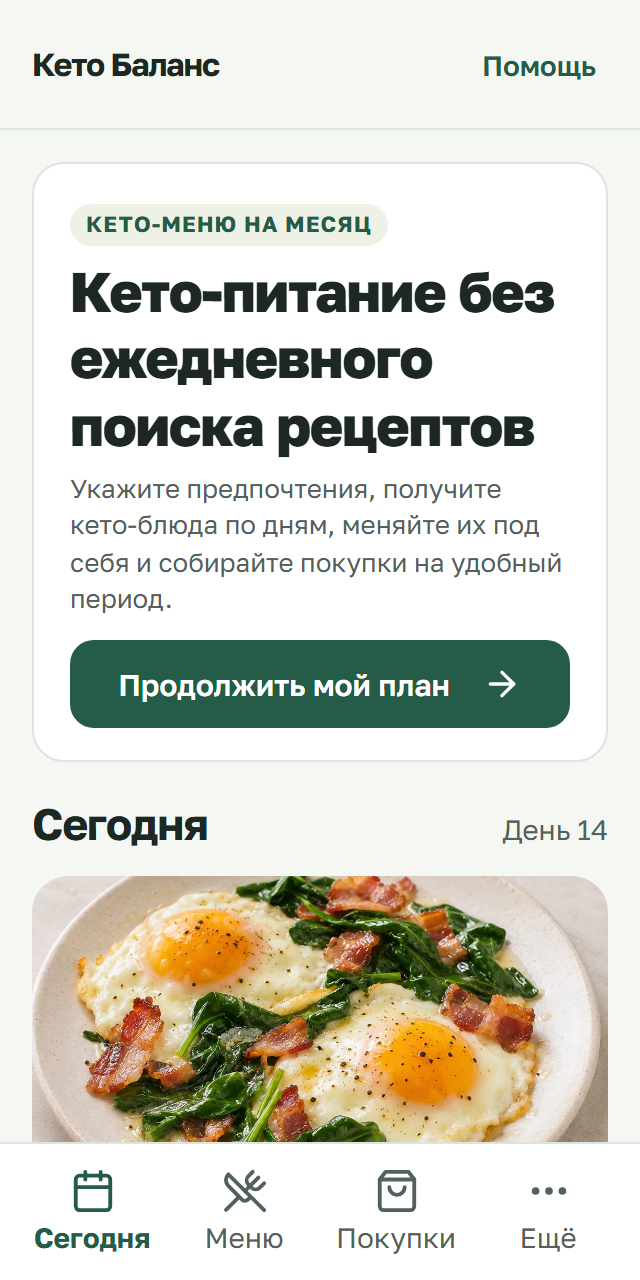 Кето Баланс
Помощь
КЕТО-МЕНЮ НА МЕСЯЦ
Кето-питание без
ежедневного
поиска рецептов
Укажите предпочтения, получите
кето-блюда по дням, меняйте их под
себя и собирайте покупки на удобный
период.
Продолжить мой план
Сегодня
День 14
Сегодня
Меню
Покупки
Ещё